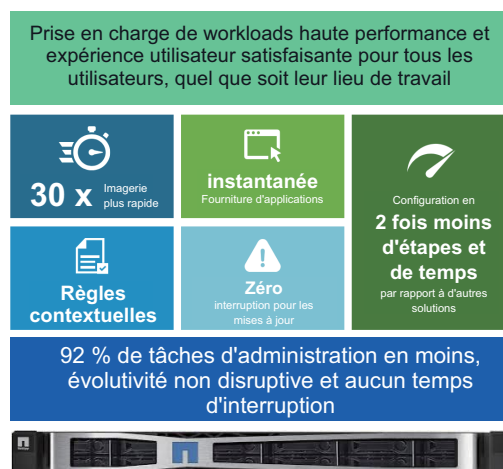 Prise en charge de workloads haute performance et
expérience utilisateur satisfaisante pour tous les
utilisateurs, quel que soit leur lieu de travail
30 x
Imagerie
plus rapide
instantanée
Fourniture d'applications
Configuration en
2 fois moins
d'étapes et
de temps
par rapport à d'autres
solutions
Règles
contextuelles
Zéro
interruption pour les
mises à jour
92 % de tâches d'administration en moins,
évolutivité non disruptive et aucun temps
d'interruption